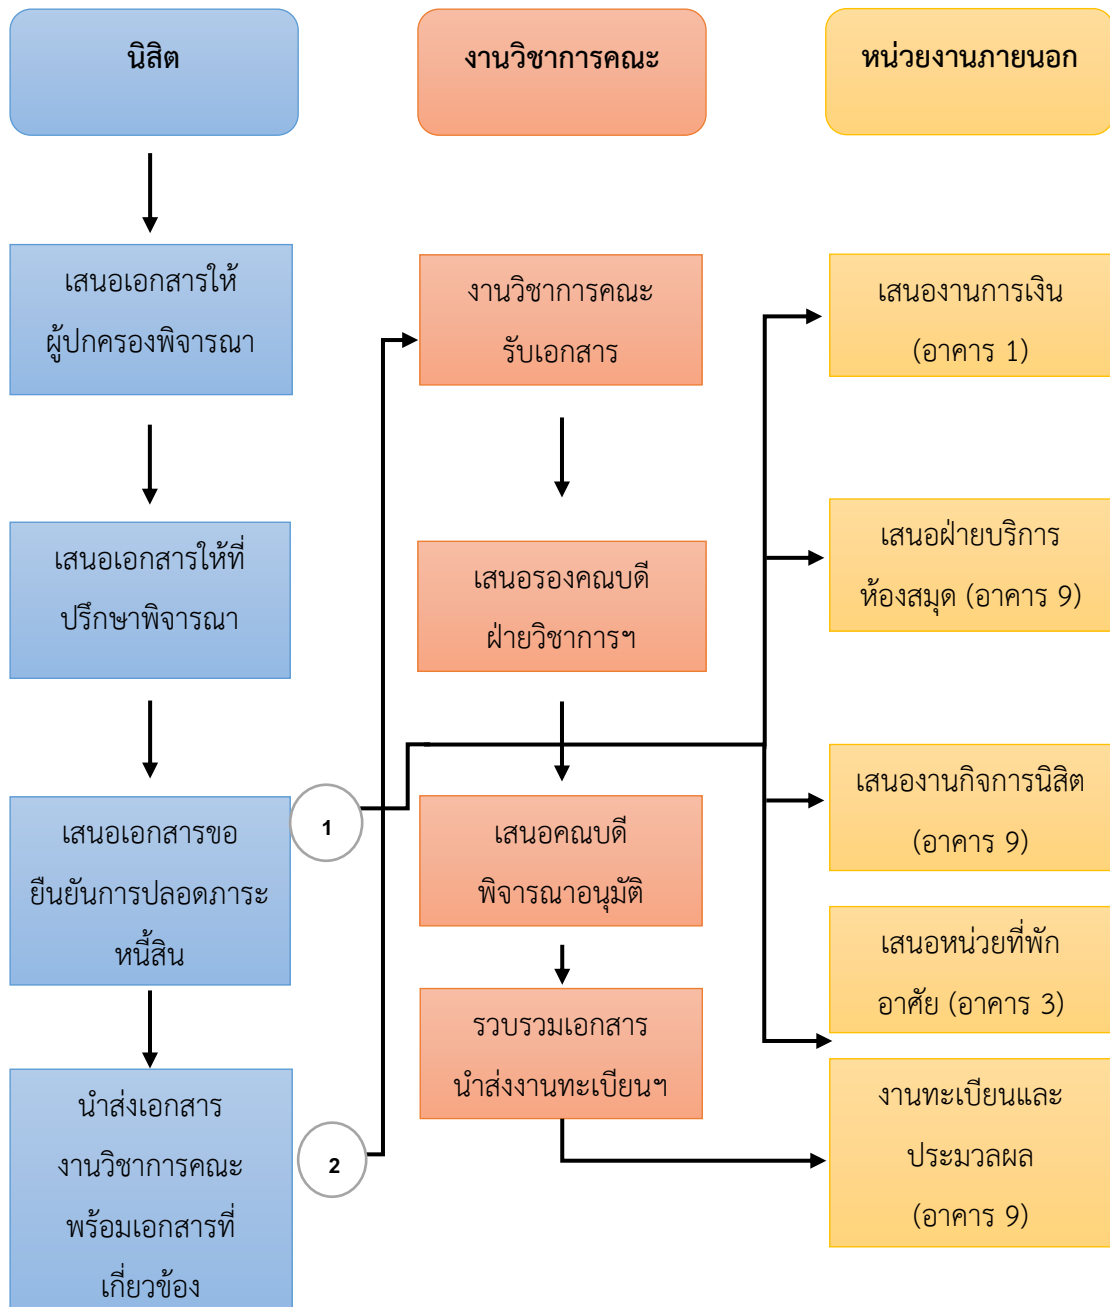 นิสิต
งานวิชาการคณะ
หน่วยงานภายนอก
เสนอเอกสารให้
ผู้ปกครองพิจารณา
เสนอเอกสารให้ที่
ปรึกษาพิจารณา
เสนอเอกสารขอ
ยืนยันการปลอดภาระ
หนี้สิน
1
นำส่งเอกสาร
งานวิชาการคณะ
พร้อมเอกสารที่
เกี่ยวข้อง
2
งานวิชาการคณะ
รับเอกสาร
เสนอรองคณบดี
ฝ่ายวิชาการฯ
เสนอคณบดี
พิจารณาอนุมัติ
รวบรวมเอกสาร
นำส่งงานทะเบียนฯ
เสนองานการเงิน
(อาคาร 1)
เสนอฝ่ายบริการ
ห้องสมุด (อาคาร 9)
เสนองานกิจการนิสิต
(อาคาร 9)
เสนอหน่วยที่พัก
อาศัย (อาคาร 3)
งานทะเบียนและ
ประมวลผล
(อาคาร 9)